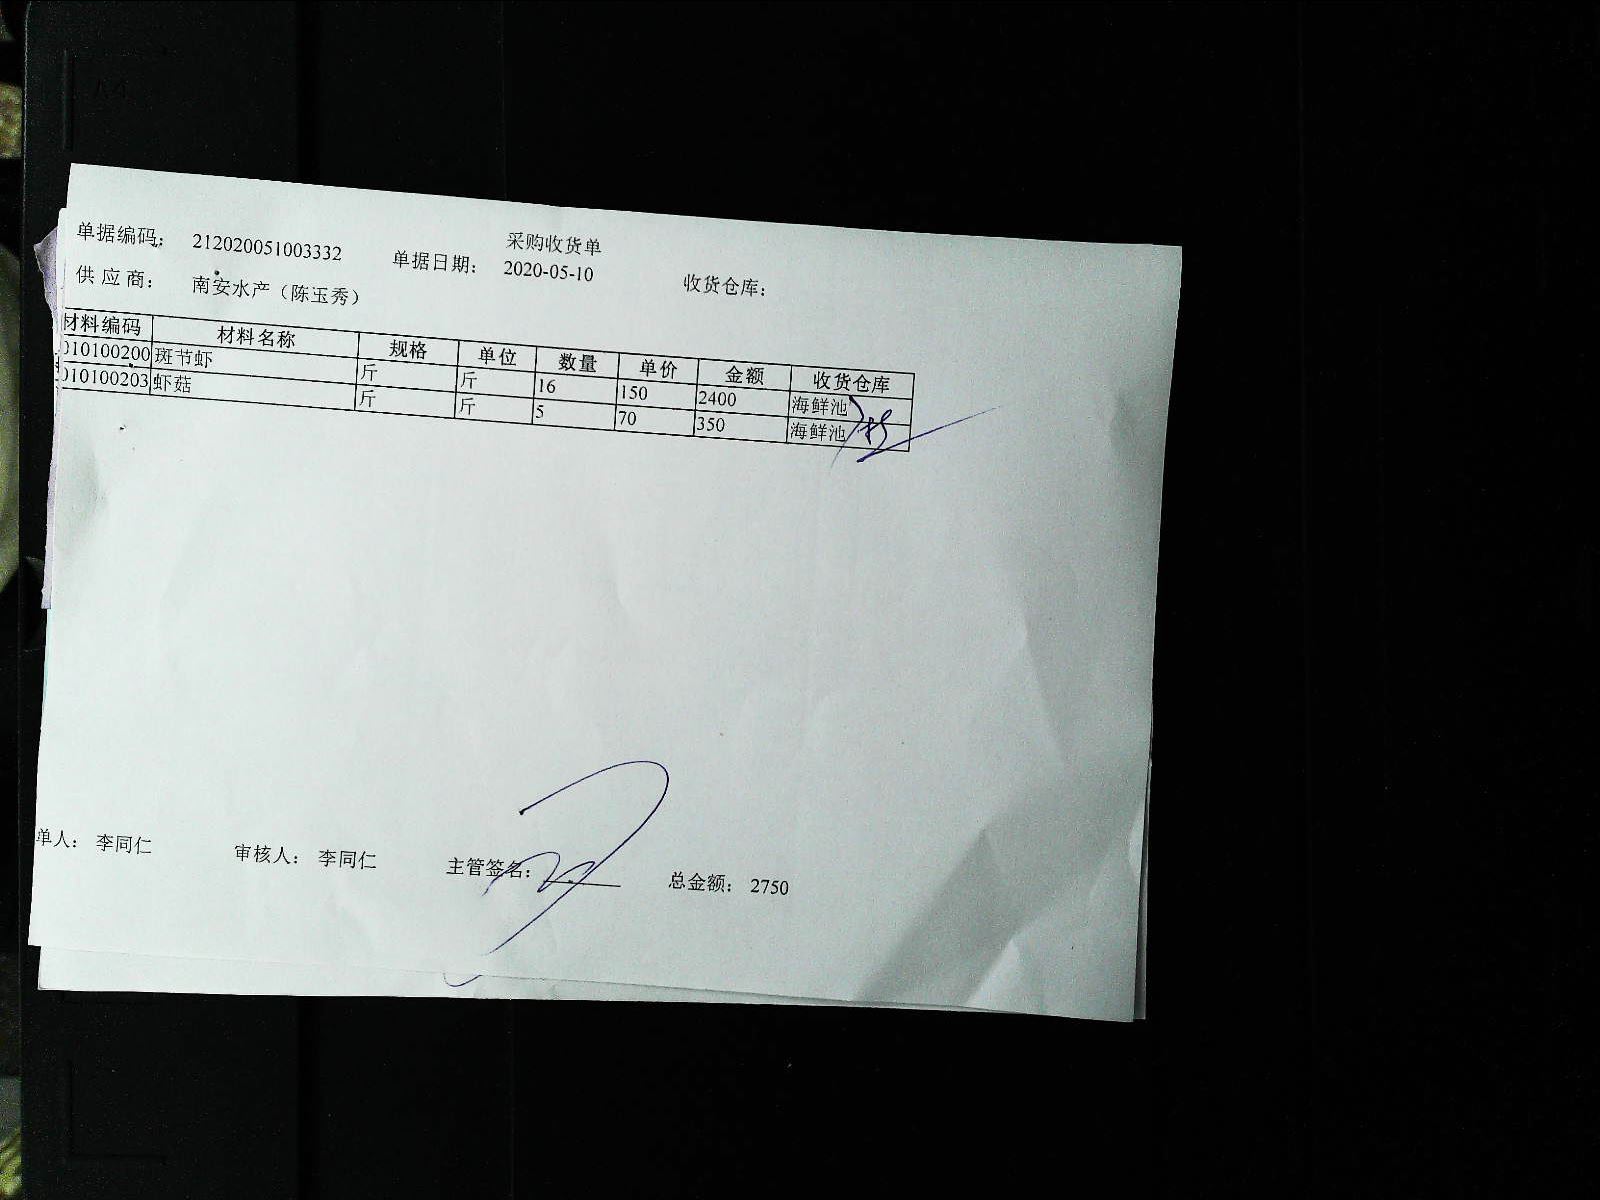 采购收货单
单据编码: 212020051003332 单据日期: 2020-05-10 收货仓库:
供应商: 南安水产（陈玉秀）
材料编码 材料名称 规格 单位 数量 单价 金额 收货仓库
010100200 斑节虾 斤 斤 16 150 2400 海鲜池
010100203 虾菇 斤 斤 5 70 350 海鲜池
单人: 李同仁 审核人: 李同仁 主管签名: 总金额: 2750